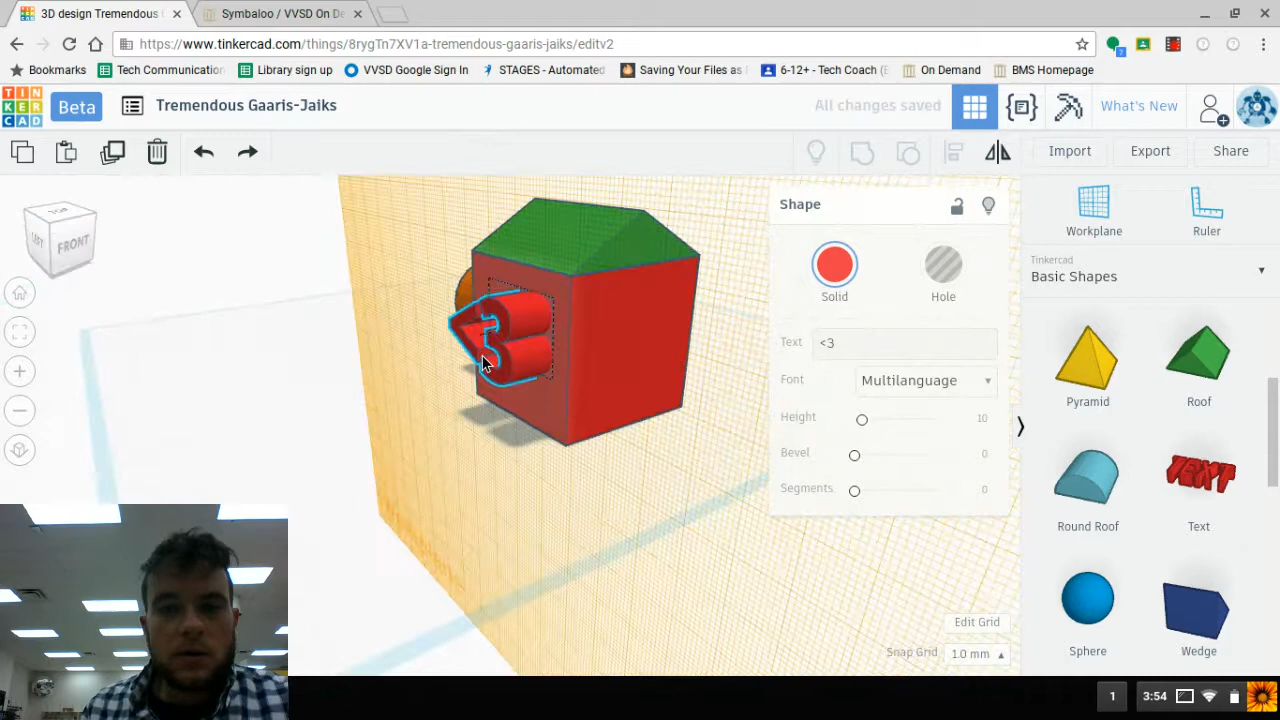 3D design Tremendous
Symbaloo / VVSD On De
https://www.tinkercad.com/things/8rygTn7XV1a-tremendous-gaaris-jaiks/editv2
Bookmarks
Tech Communication
Library sign up
VVSD Google Sign In
STAGES - Automated
Saving Your Files as
6-12+ - Tech Coach (E
On Demand
BMS Homepage
TIN
KER
CAD
Beta
Tremendous Gaaris-Jaiks
All changes saved
What's New
Import
Export
Share
TOP
LEFT
FRONT
Shape
Solid
Hole
Text
<3
Font
Multilanguage
Height
10
Bevel
0
Segments
0
Workplane
Ruler
Tinkercad
Basic Shapes
Pyramid
Roof
TEXT
Round Roof
Text
Sphere
Wedge
<3
Edit Grid
Snap Grid
1.0 mm
1
3:54